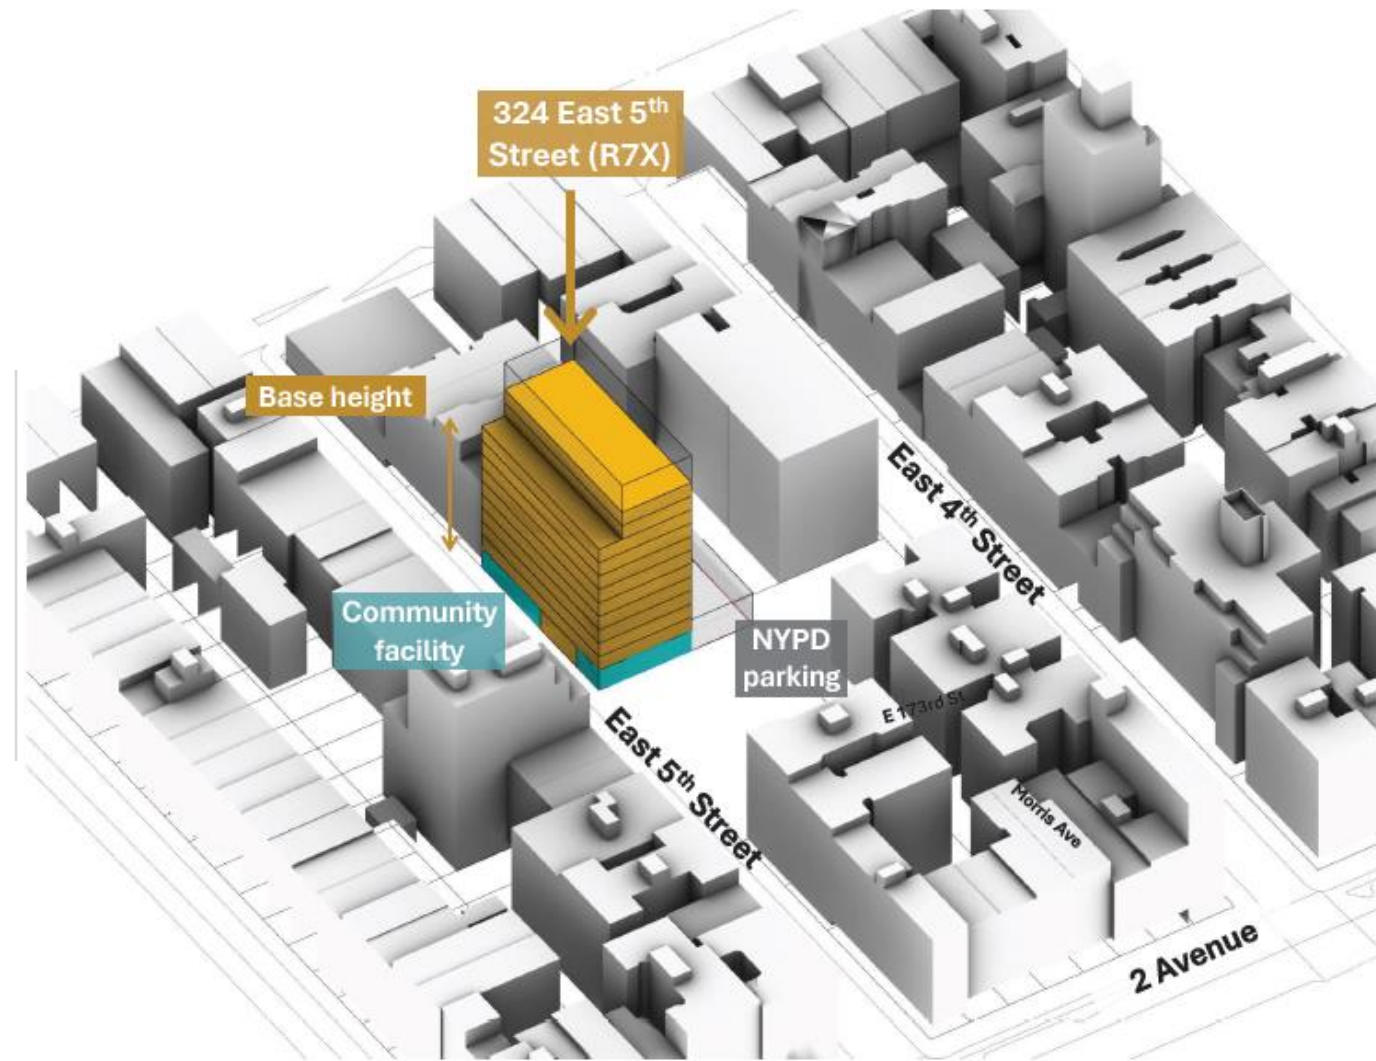 324 East 5th
Street (R7X)
Base height
East 4th Street
Community
facility
NYPD
parking
E 173rd St
East 5th Street
Morris Ave
2 Avenue